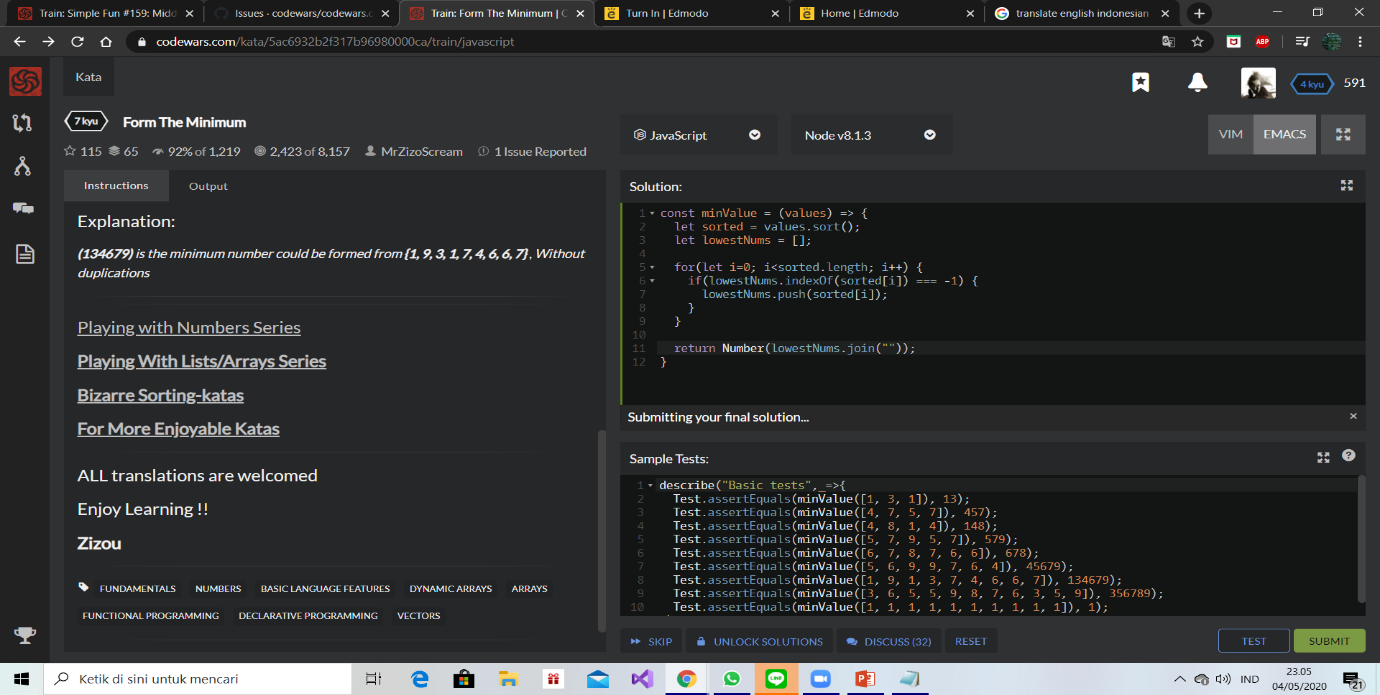 Train: Simple Fun #159: Midd
Issues · codewars/codewars.c
Train: Form The Minimum | C
Turn In | Edmodo
Home | Edmodo
translate english indonesian
codewars.com/kata/5ac6932b2f317b96980000ca/train/javascript
ABP
Kata
4 kyu
591
7 kyu
Form The Minimum
115
65
92% of 1,219
2,423 of 8,157
MrZizoScream
1 Issue Reported
JavaScript
Node v8.1.3
VIM
EMACS
Instructions
Output
Explanation:
(134679) is the minimum number could be formed from {1, 9, 3, 1, 7, 4, 6, 6, 7} , Without
duplications
Playing with Numbers Series
Playing With Lists/Arrays Series
Bizarre Sorting-katas
For More Enjoyable Katas
ALL translations are welcomed
Enjoy Learning !!
Zizou
FUNDAMENTALS
NUMBERS
BASIC LANGUAGE FEATURES
DYNAMIC ARRAYS
ARRAYS
FUNCTIONAL PROGRAMMING
DECLARATIVE PROGRAMMING
VECTORS
Solution:
1 const minValue = (values) => {
2 let sorted = values.sort();
3 let lowestNums = [];
4
5 for(let i=0; i<sorted.length; i++) {
6 if(lowestNums.indexOf(sorted[i]) === -1) {
7 lowestNums.push(sorted[i]);
8 }
9 }
10
11 return Number(lowestNums.join(""));
12 }
Submitting your final solution...
Sample Tests:
1 describe("Basic tests",_=>{
2 Test.assertEquals(minValue([1, 3, 1]), 13);
3 Test.assertEquals(minValue([4, 7, 5, 7]), 457);
4 Test.assertEquals(minValue([4, 8, 1, 4]), 148);
5 Test.assertEquals(minValue([5, 7, 9, 5, 7]), 579);
6 Test.assertEquals(minValue([6, 7, 8, 7, 6, 6]), 678);
7 Test.assertEquals(minValue([5, 6, 9, 9, 7, 6, 4]), 45679);
8 Test.assertEquals(minValue([1, 9, 1, 3, 7, 4, 6, 6, 7]), 134679);
9 Test.assertEquals(minValue([3, 6, 5, 5, 9, 8, 7, 6, 3, 5, 9]), 356789);
10 Test.assertEquals(minValue([1, 1, 1, 1, 1, 1, 1, 1, 1]), 1);
SKIP
UNLOCK SOLUTIONS
DISCUSS (32)
RESET
TEST
SUBMIT
Ketik di sini untuk mencari
LINE
IND
23.05
04/05/2020
21